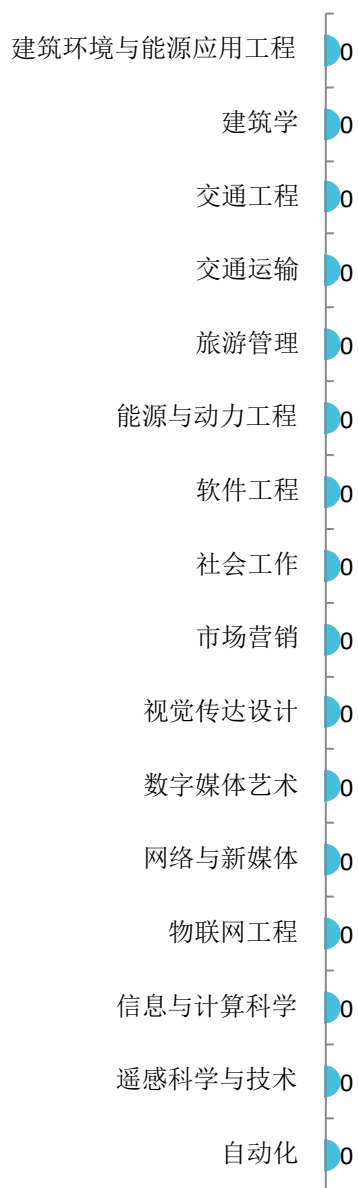 建筑环境与能源应用工程 0
建筑学 0
交通工程 0
交通运输 0
旅游管理 0
能源与动力工程 0
软件工程 0
社会工作 0
市场营销 0
视觉传达设计 0
数字媒体艺术 0
网络与新媒体 0
物联网工程 0
信息与计算科学 0
遥感科学与技术 0
自动化 0